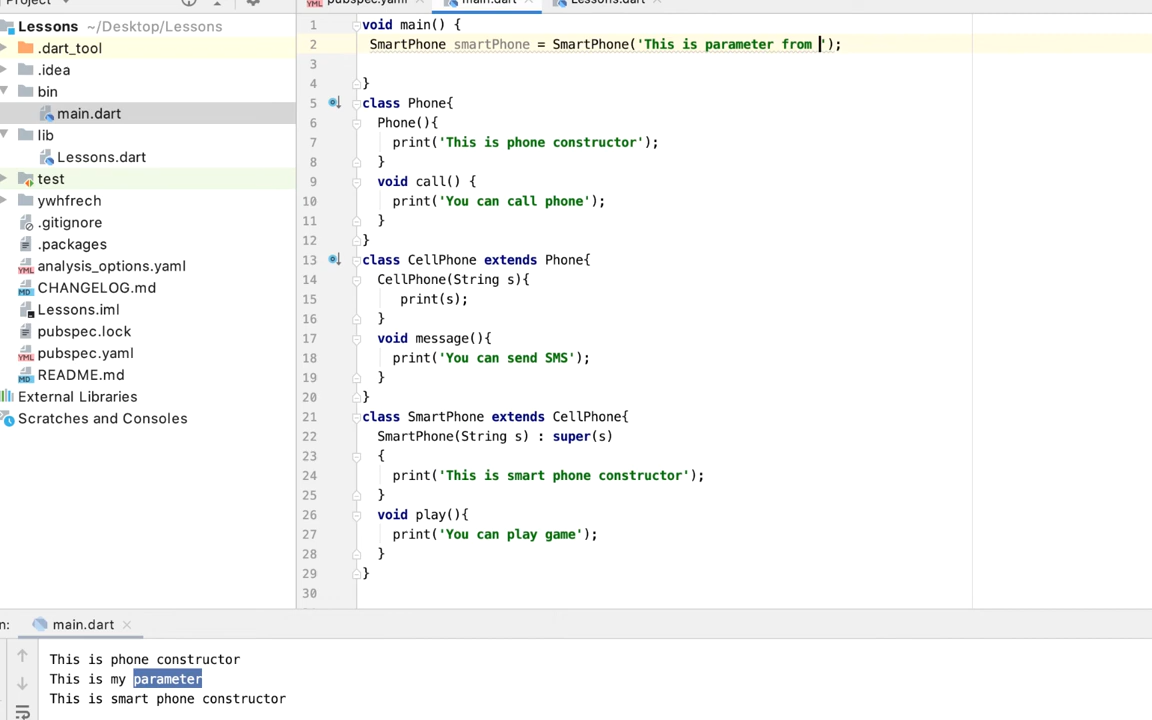 Project
pubspec.yaml
main.dart
Lessons.dart
Lessons ~/Desktop/Lessons
.dart_tool
.idea
bin
main.dart
lib
Lessons.dart
test
ywhfrech
.gitignore
.packages
analysis_options.yaml
CHANGELOG.md
Lessons.iml
pubspec.lock
pubspec.yaml
README.md
External Libraries
Scratches and Consoles
1 void main() {
2 SmartPhone smartPhone = SmartPhone('This is parameter from ');
3
4 }
5 class Phone{
6 Phone(){
7 print('This is phone constructor');
8 }
9 void call() {
10 print('You can call phone');
11 }
12 }
13 class CellPhone extends Phone{
14 CellPhone(String s){
15 print(s);
16 }
17 void message(){
18 print('You can send SMS');
19 }
20 }
21 class SmartPhone extends CellPhone{
22 SmartPhone(String s) : super(s)
23 {
24 print('This is smart phone constructor');
25 }
26 void play(){
27 print('You can play game');
28 }
29 }
30
n: main.dart
This is phone constructor
This is my parameter
This is smart phone constructor